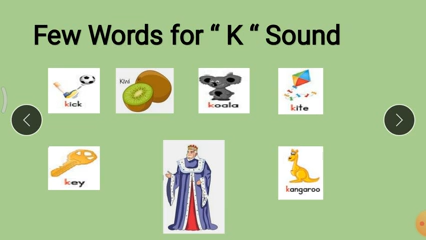 Few Words for “ K “ Sound
kick
Kiwi
koala
kite
key
kangaroo